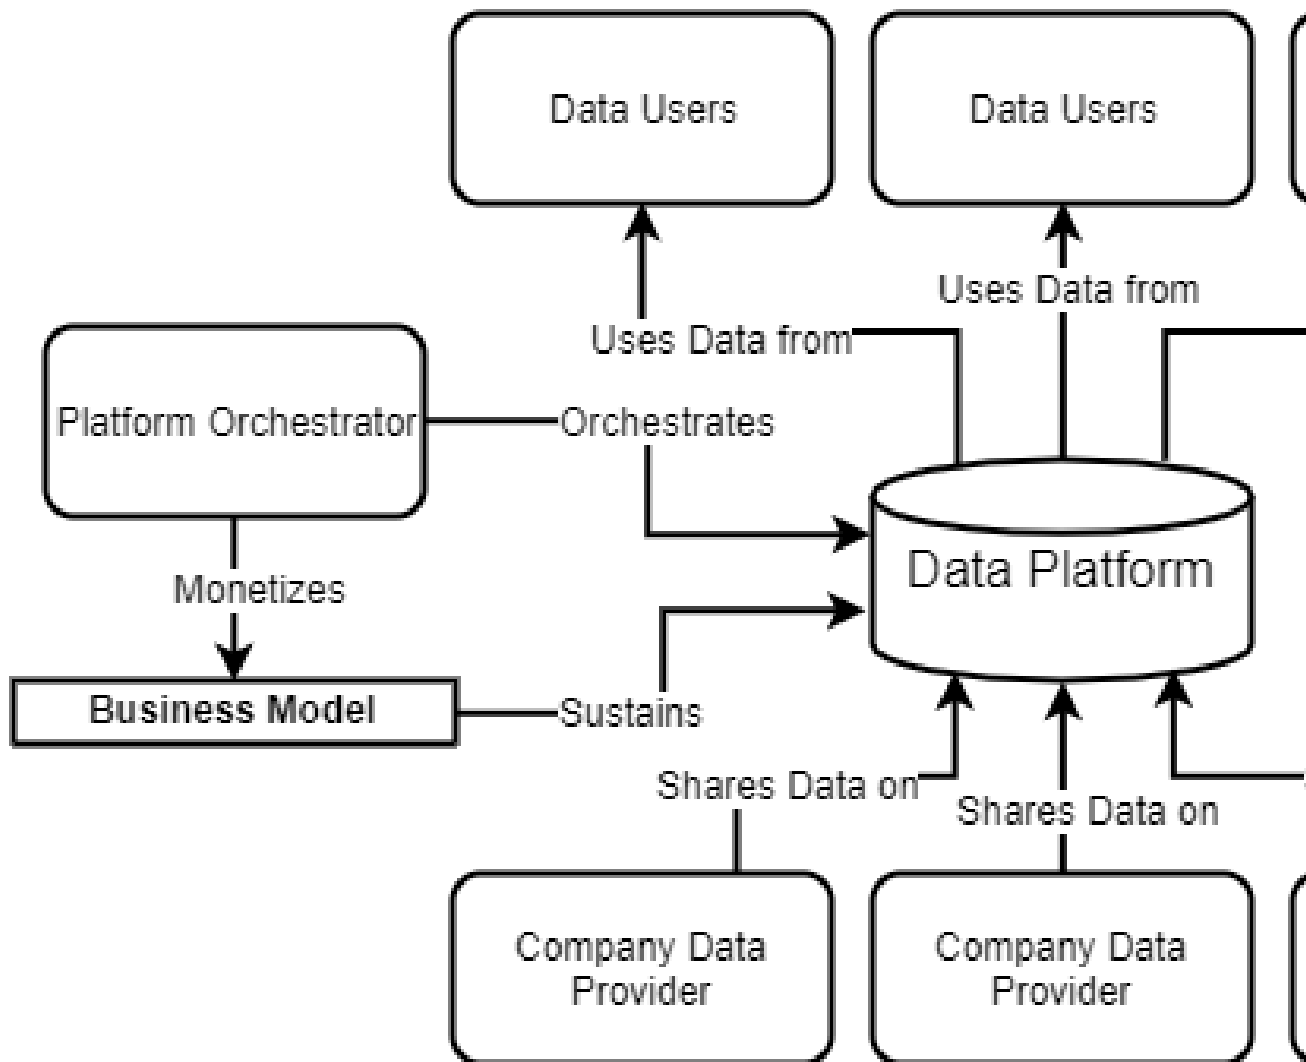 Data Users
Data Users
Uses Data from
Uses Data from
Platform Orchestrator
Orchestrates
Data Platform
Monetizes
Business Model
Sustains
Shares Data on
Shares Data on
Company Data
Provider
Company Data
Provider